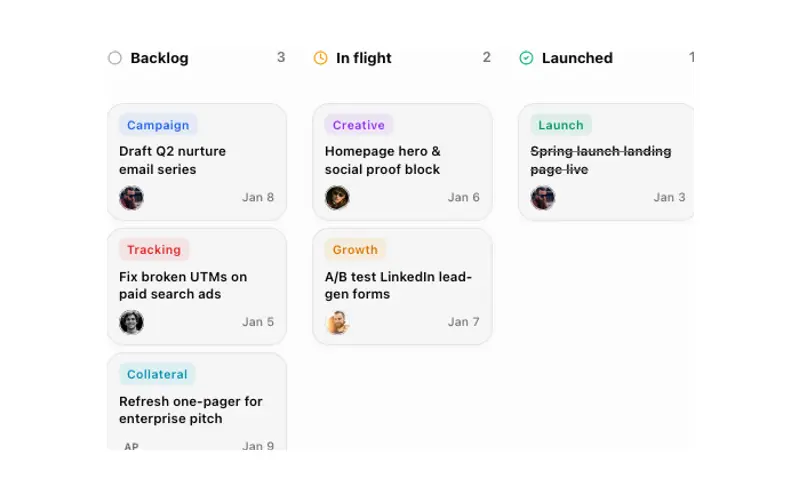 Backlog 3
Campaign
Draft Q2 nurture
email series
Jan 8
Tracking
Fix broken UTMs on
paid search ads
Jan 5
Collateral
Refresh one-pager for
enterprise pitch
AP Jan 9
In flight 2
Creative
Homepage hero &
social proof block
Jan 6
Growth
A/B test LinkedIn lead-
gen forms
Jan 7
Launched 1
Launch
Spring launch landing
page live
Jan 3